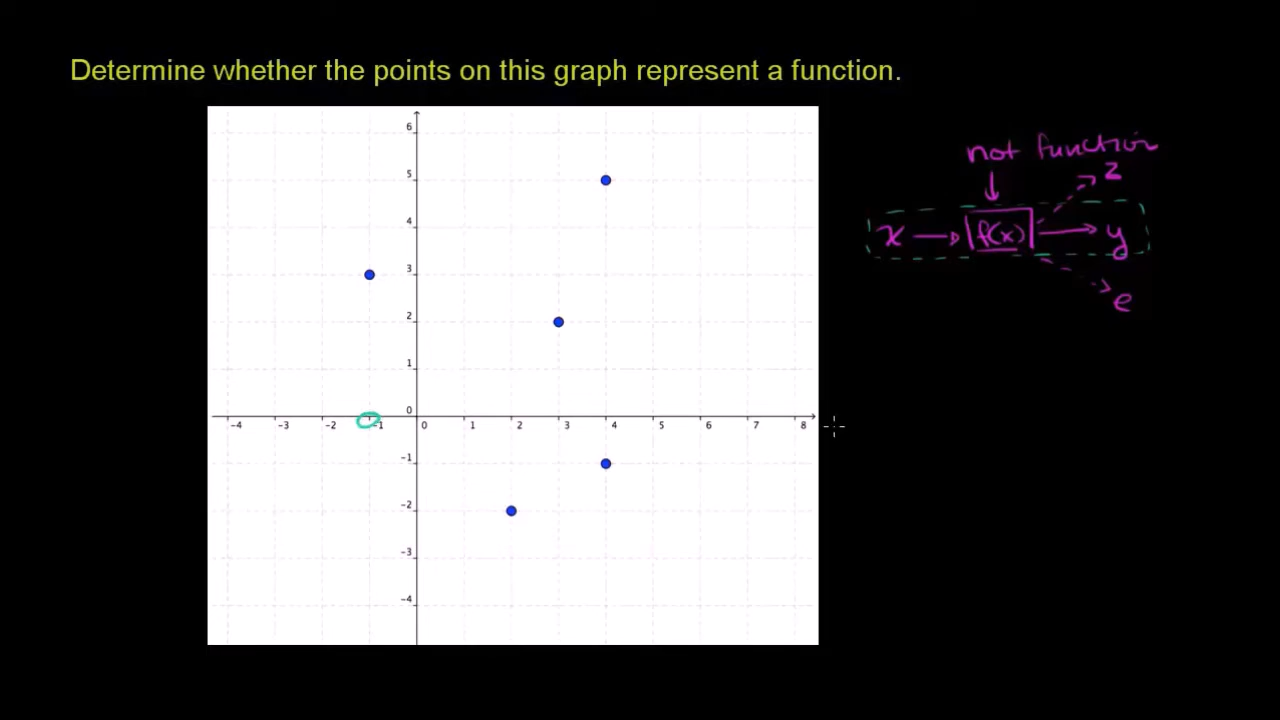 Determine whether the points on this graph represent a function.
6
5
4
3
2
1
0
-4 -3 -2 -1 0 1 2 3 4 5 6 7 8
-1
-2
-3
-4
not function
z
x f(x) y
e